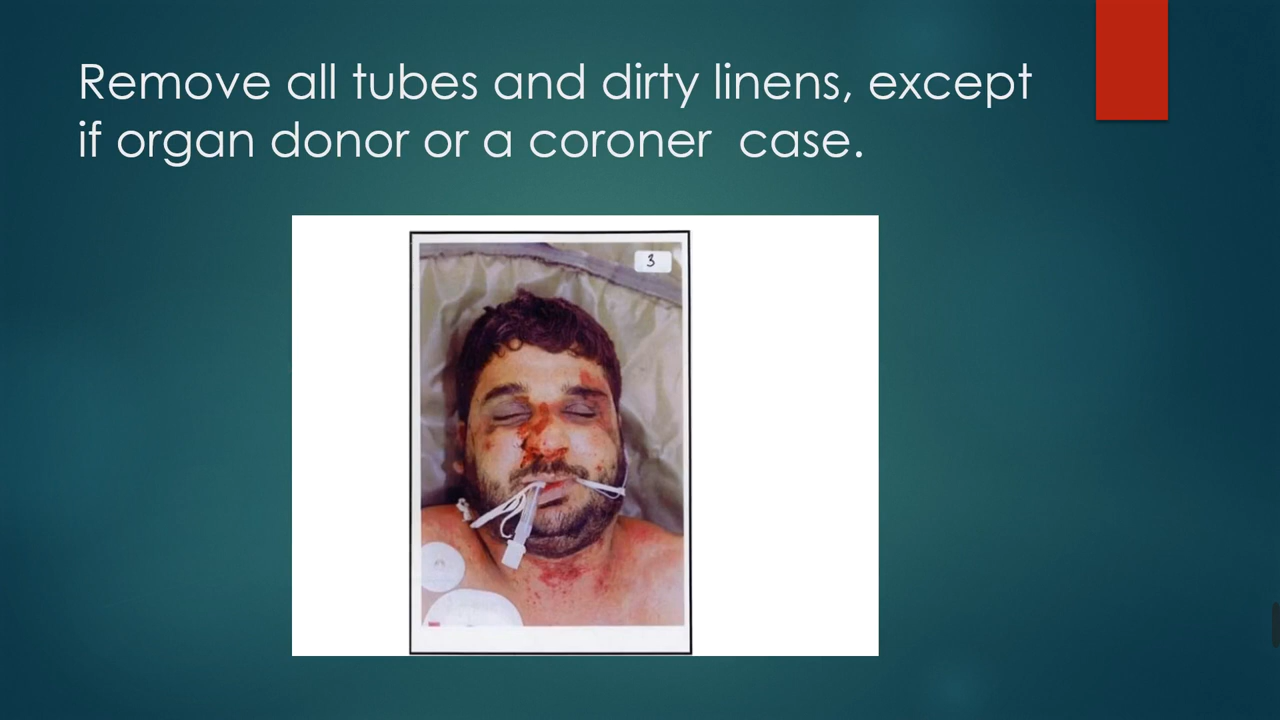 Remove all tubes and dirty linens, except
if organ donor or a coroner  case.
3